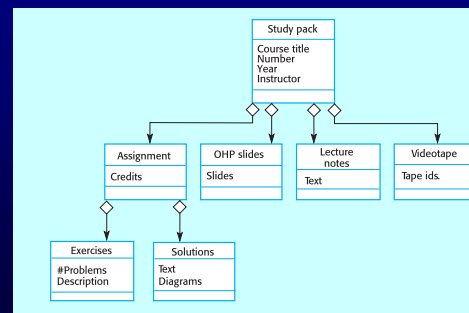 Study pack
Course title
Number
Year
Instructor
Assignment
Credits
OHP slides
Slides
Lecture
notes
Text
Videotape
Tape ids.
Exercises
#Problems
Description
Solutions
Text
Diagrams